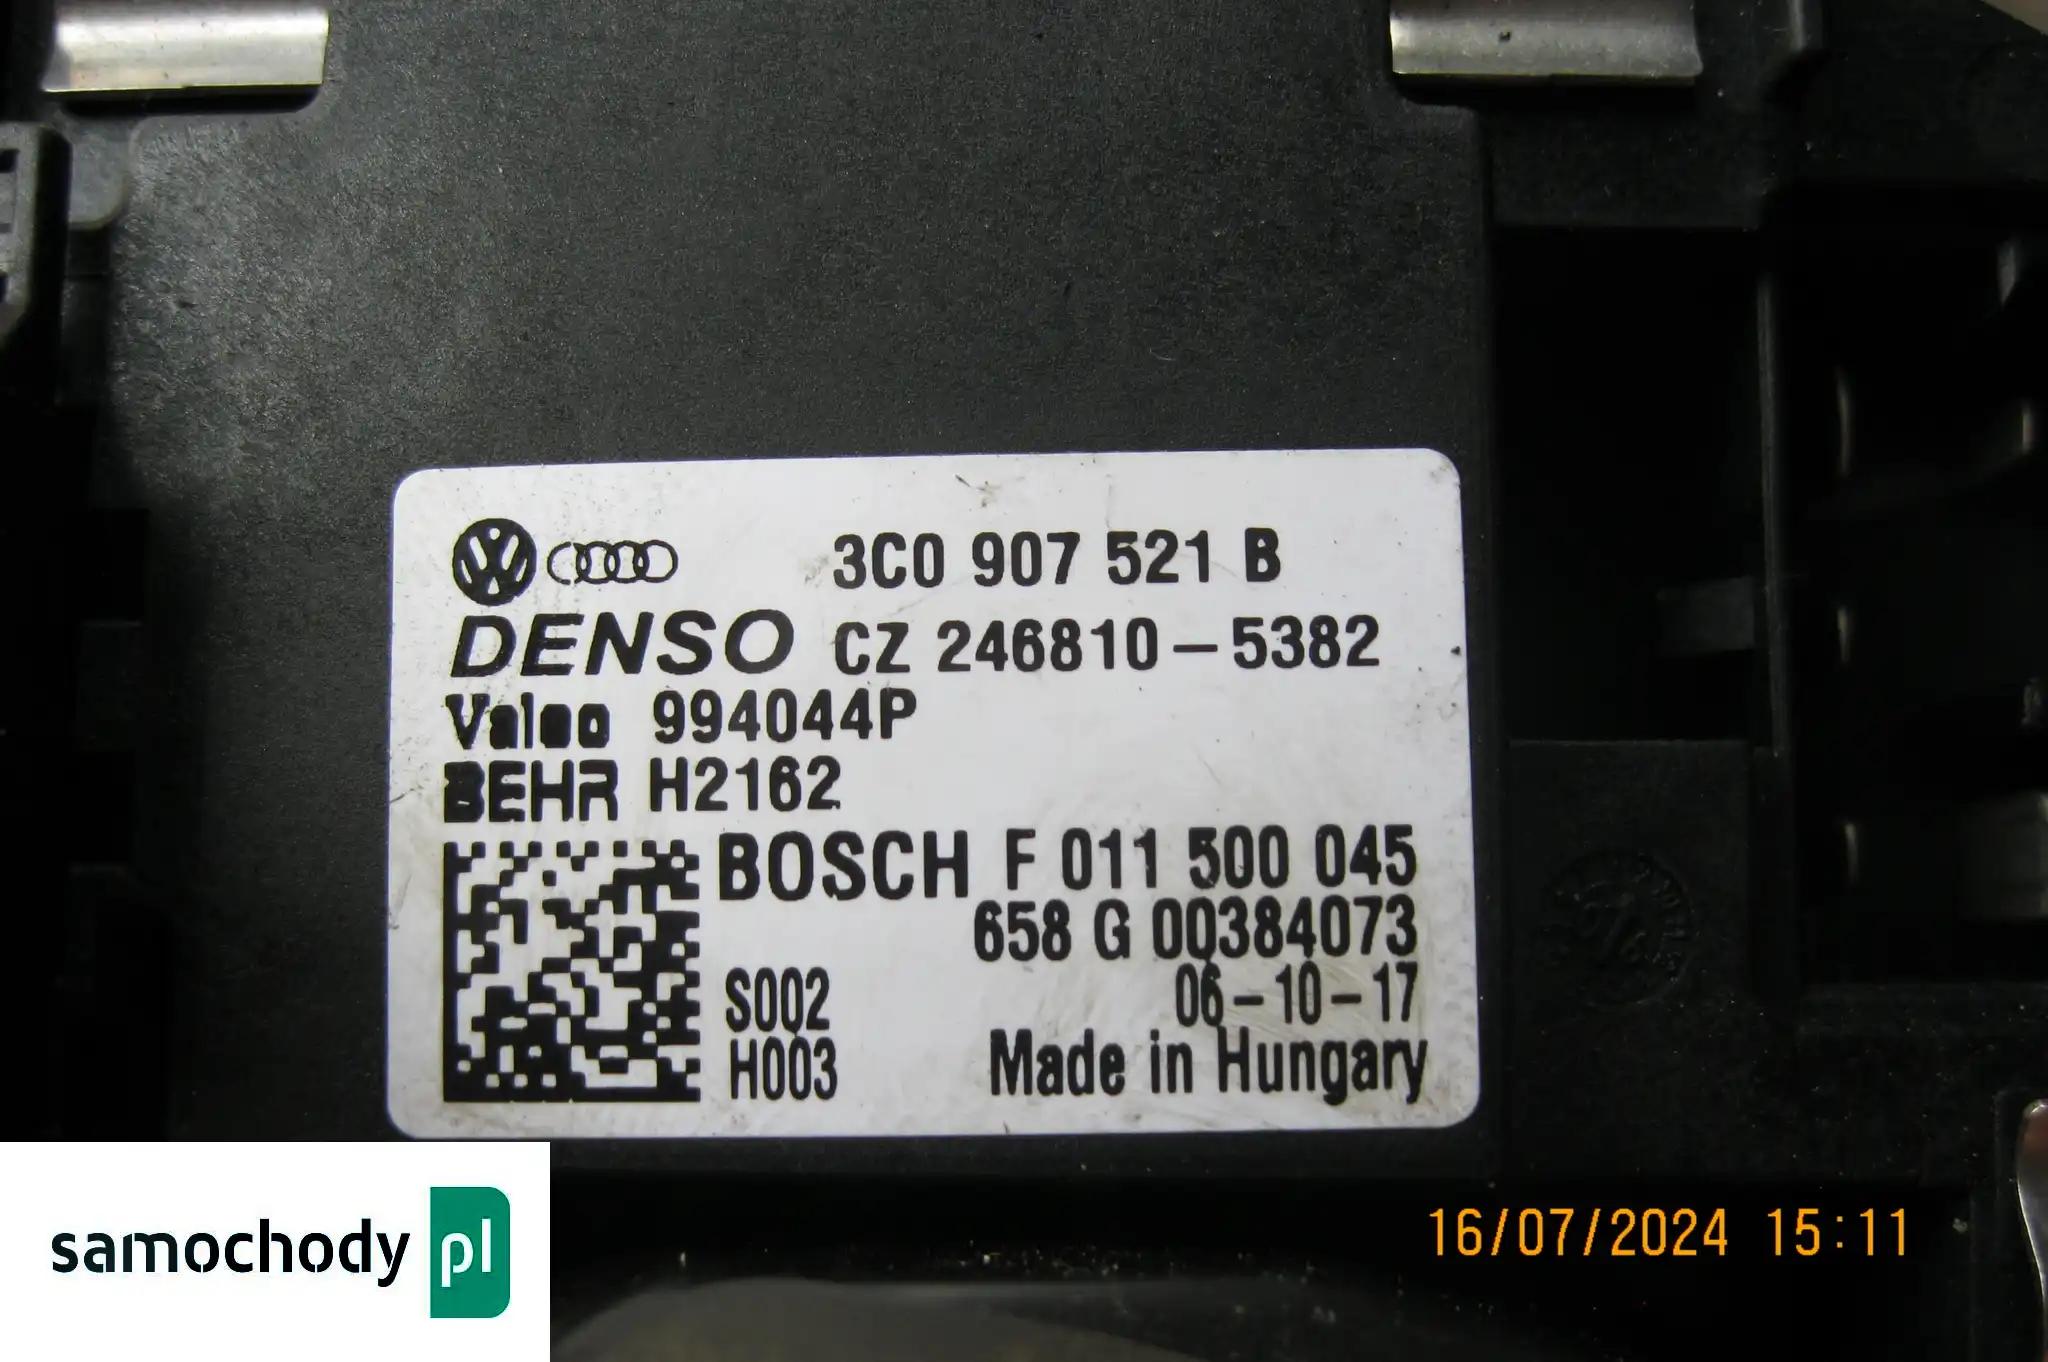 3C0 907 521 B
DENSO CZ 246810-5382
Valeo 994044P
BEHR H2162
BOSCH F 011 500 045
658 G 00384073
S002 06-10-17
H003 Made in Hungary
samochody pl
16/07/2024 15:11